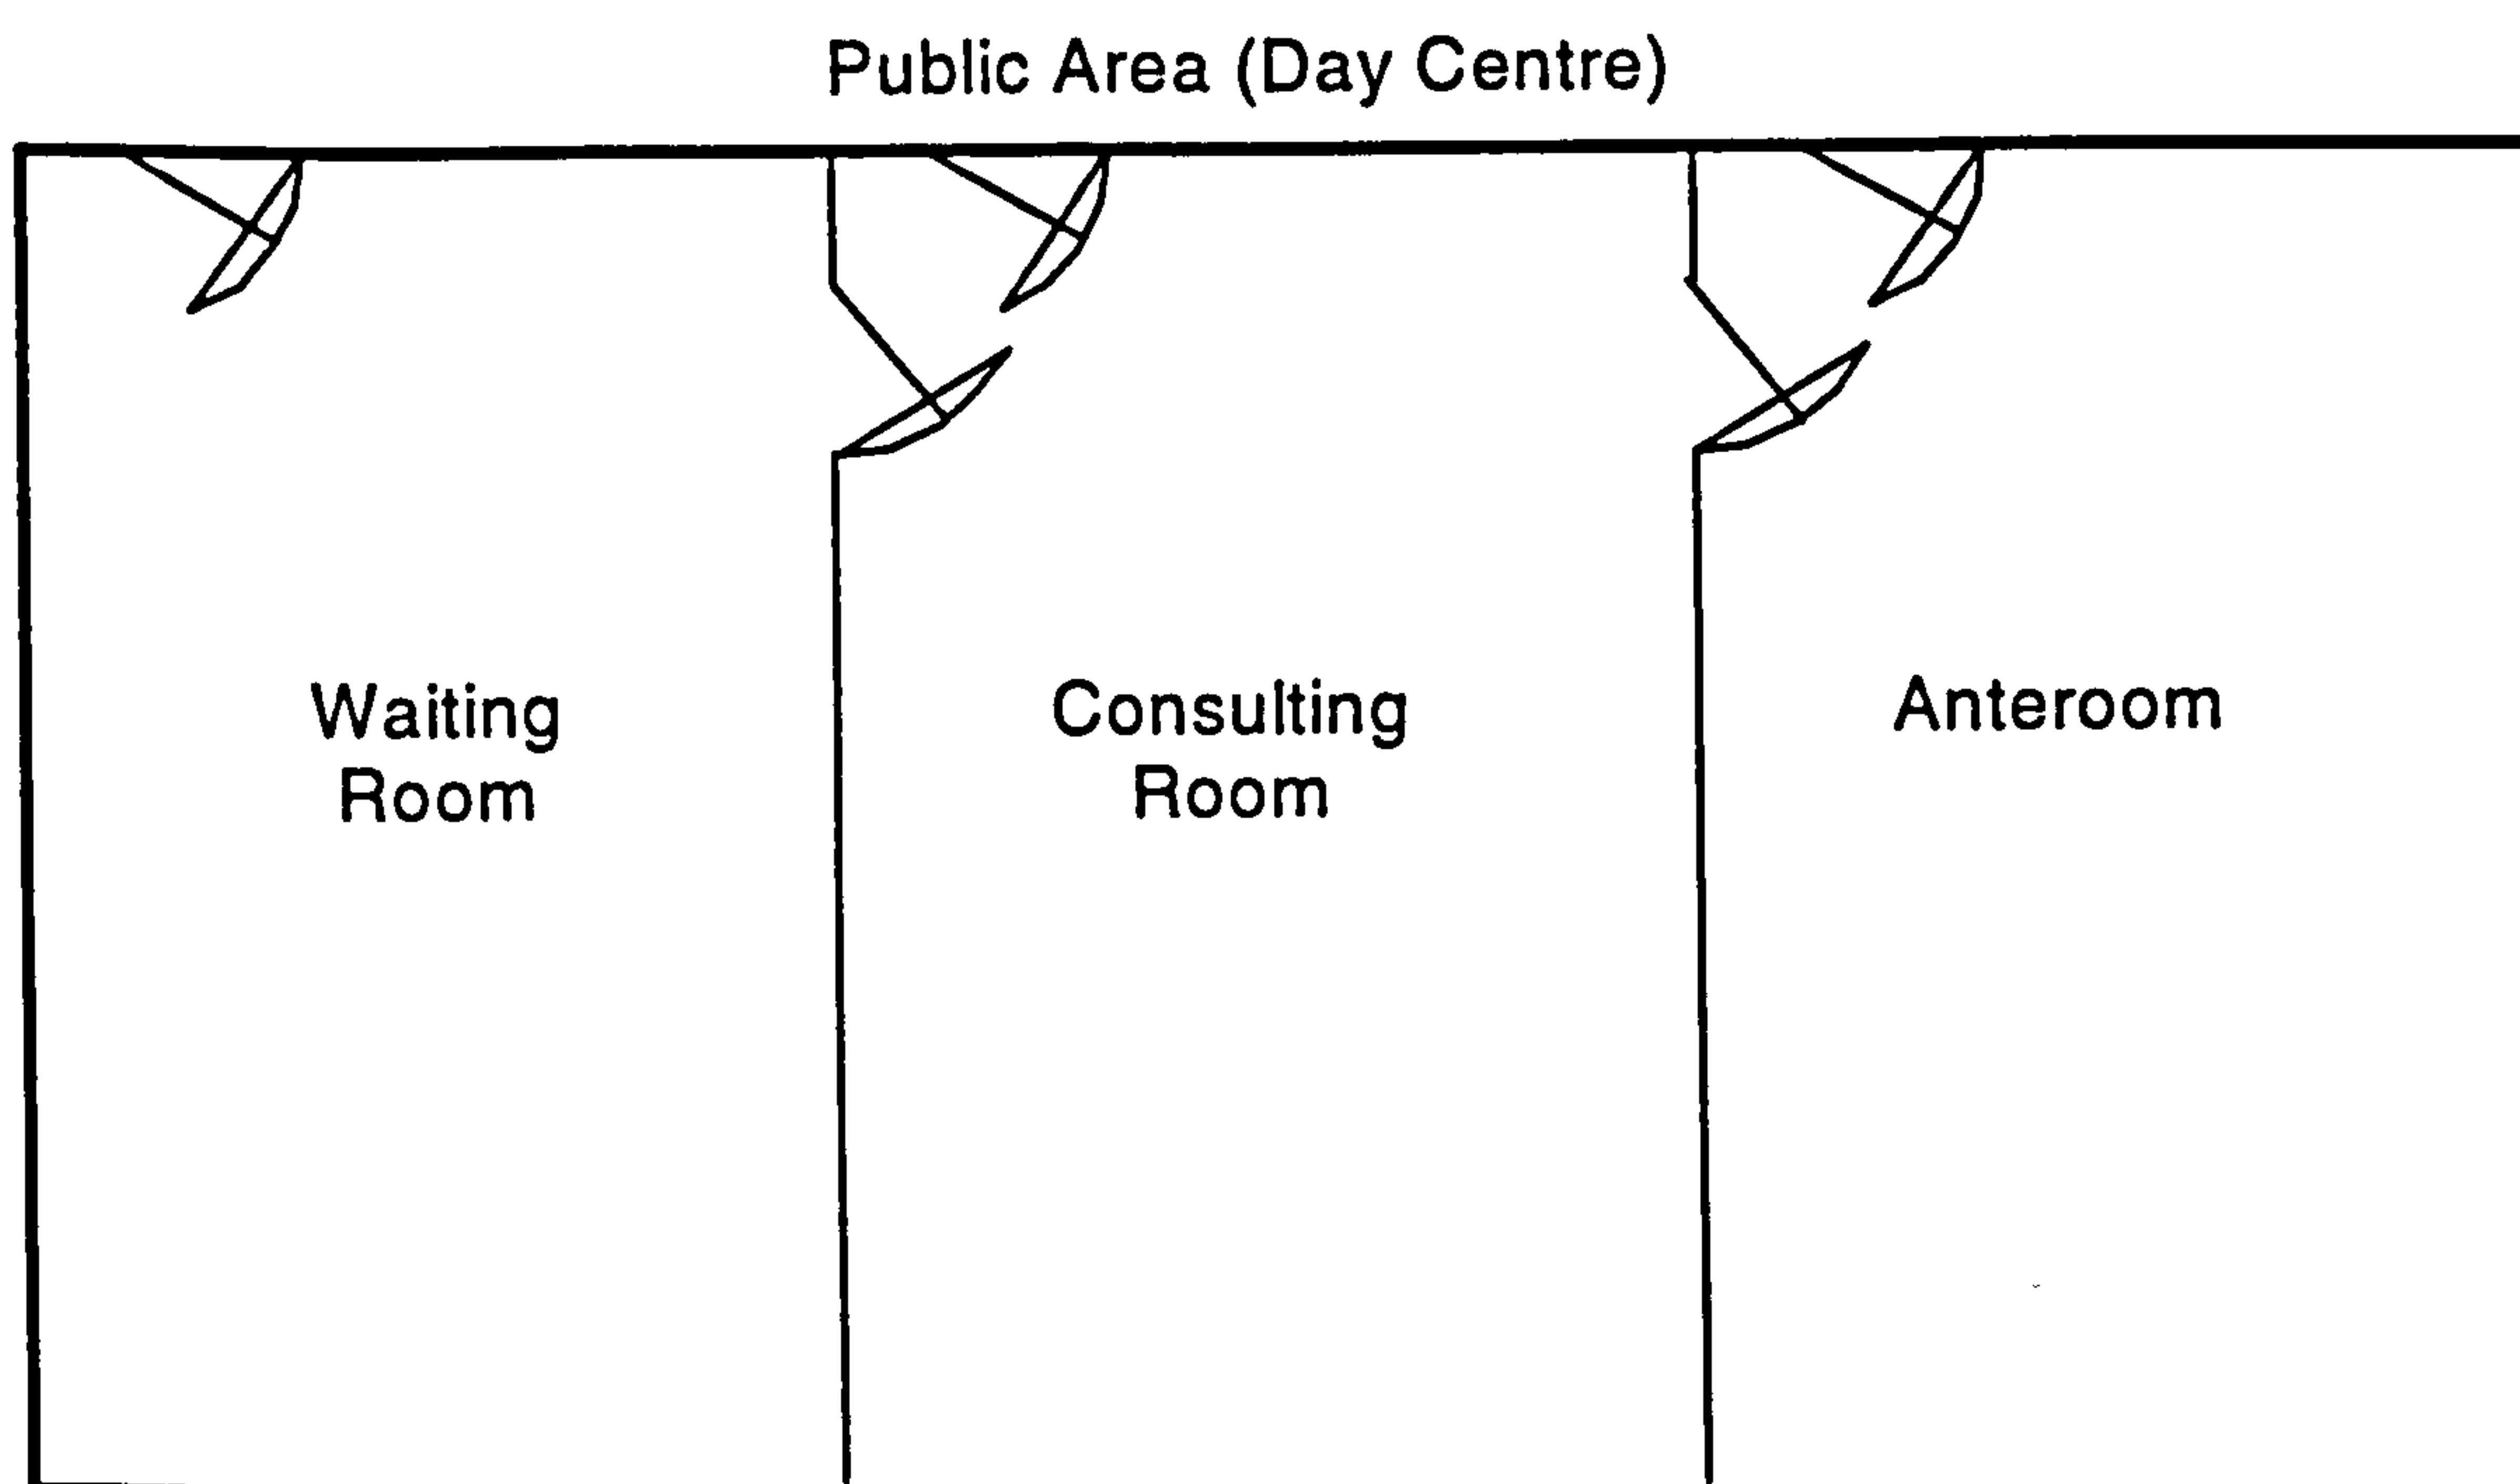 Public Area (Day Centre)
Waiting
Room
Consulting
Room
Anteroom